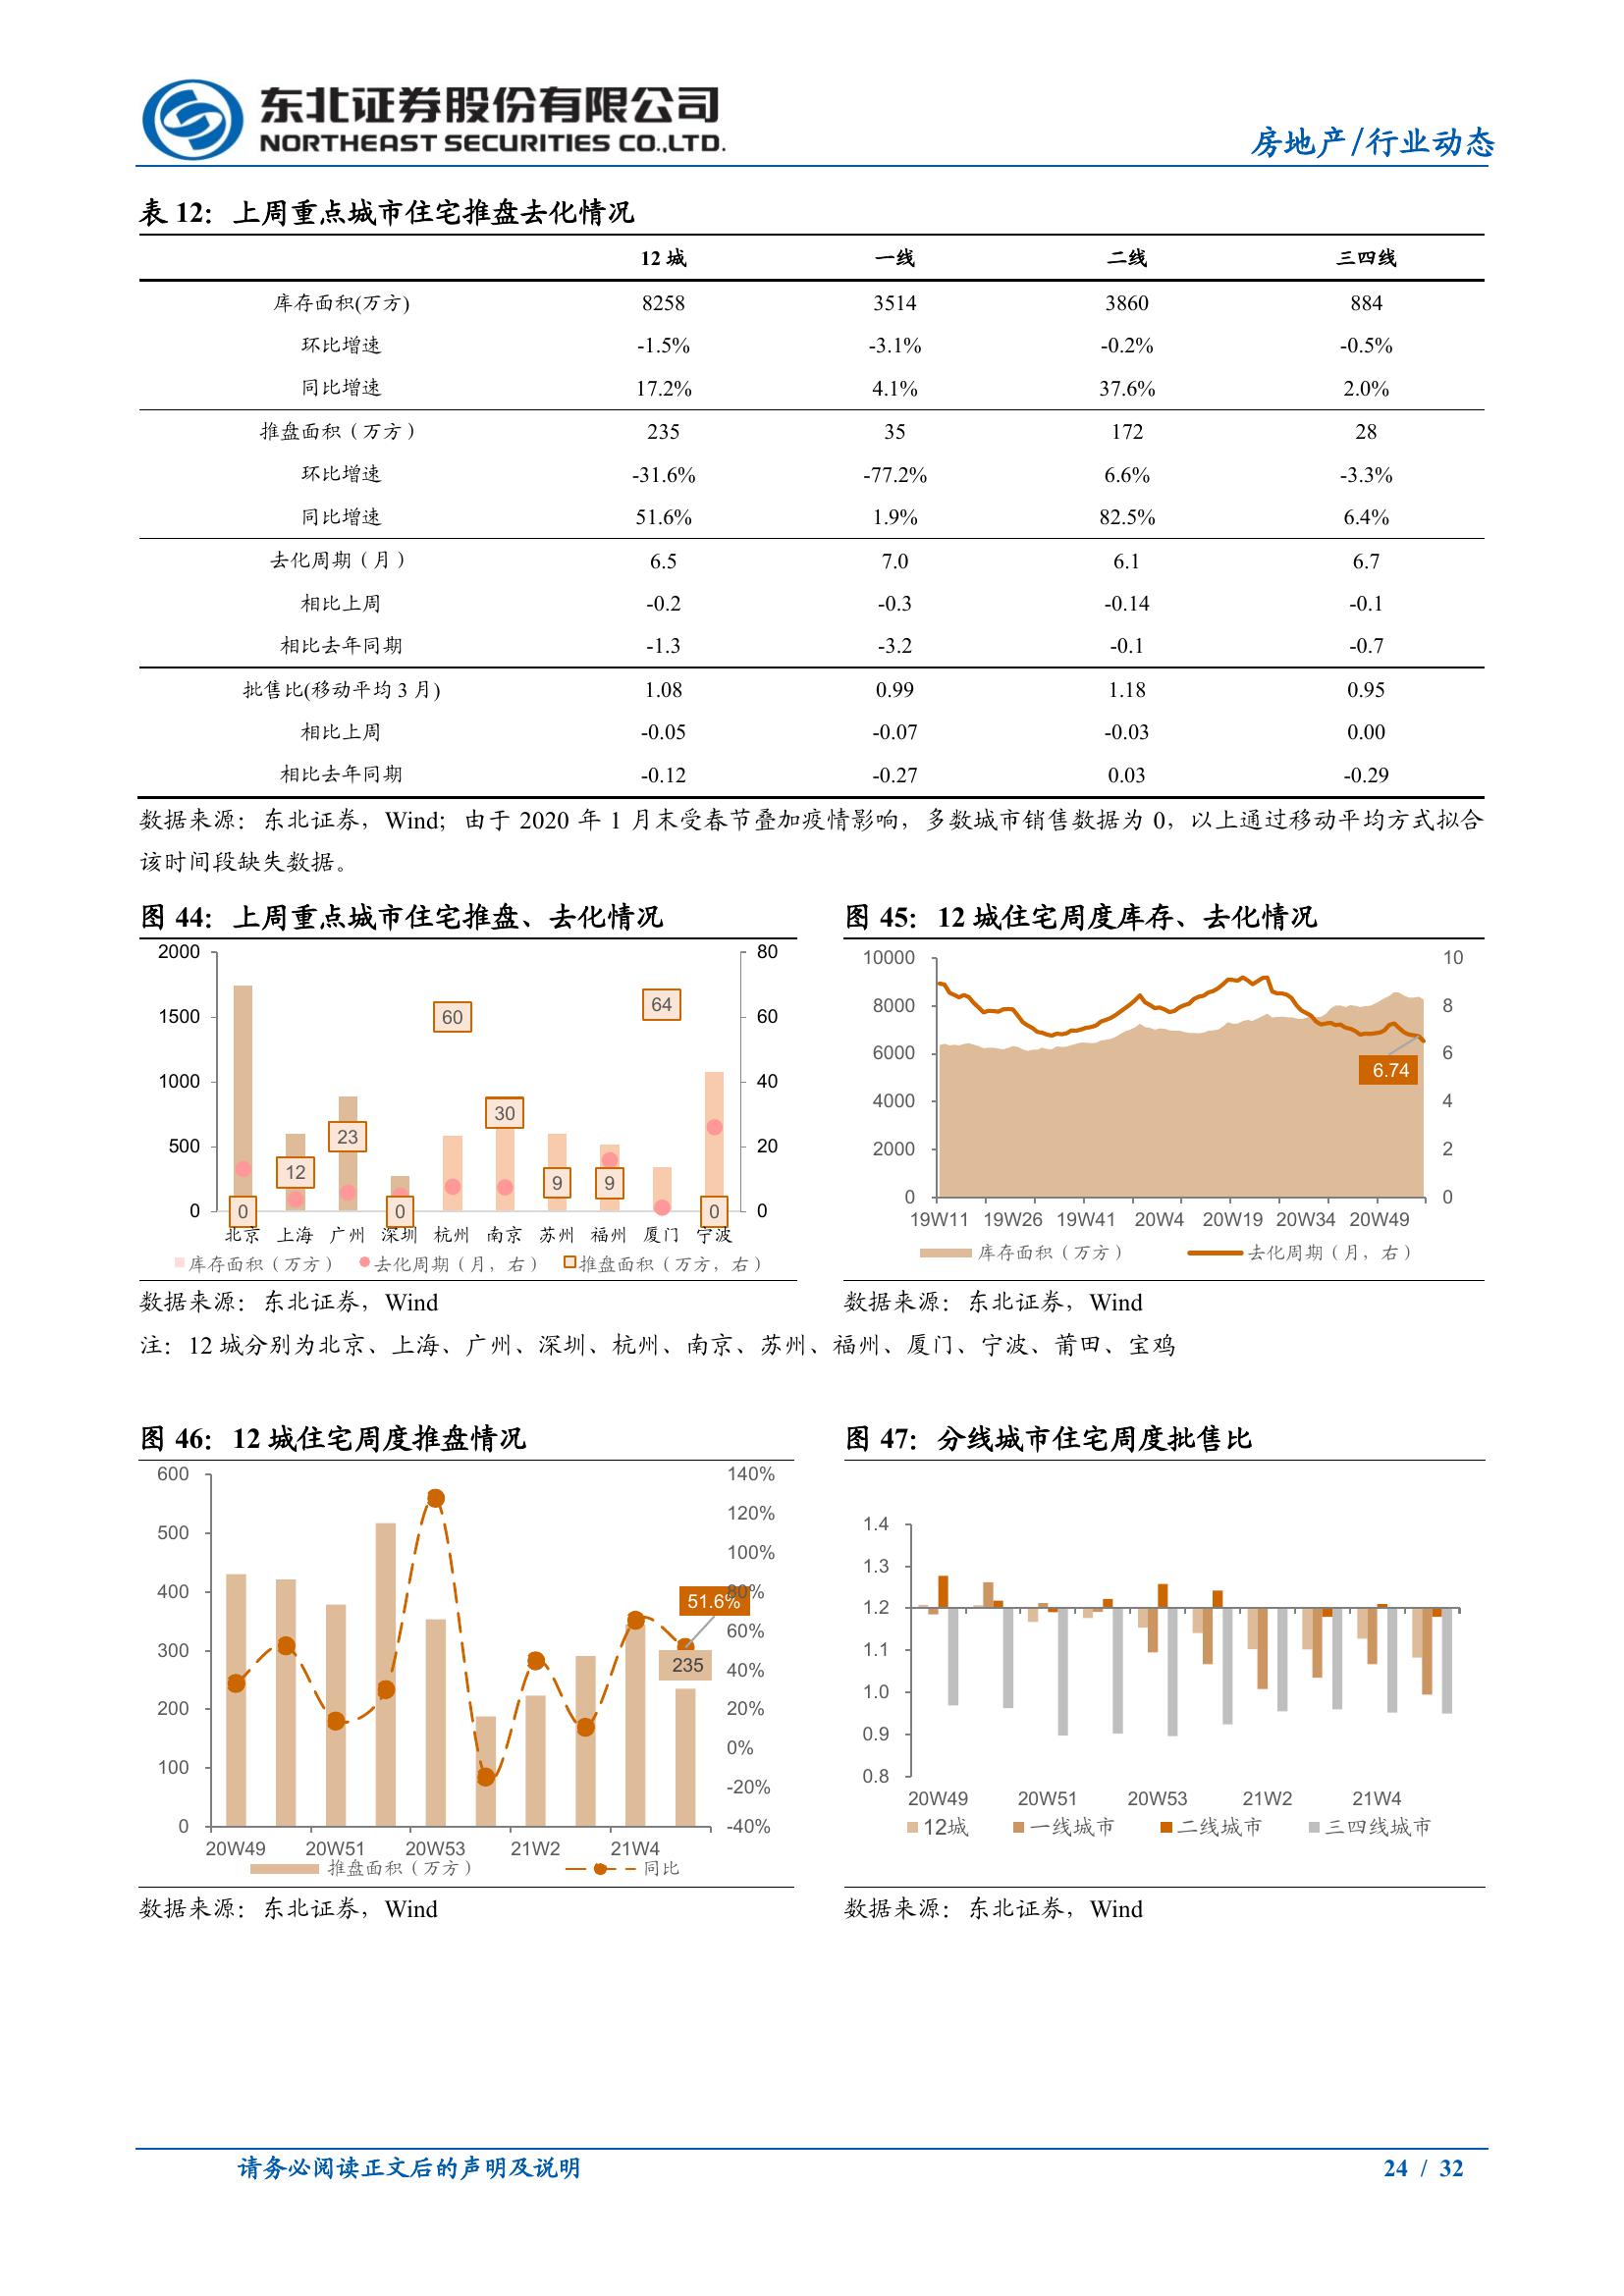 东北证券股份有限公司
NORTHEAST SECURITIES CO.,LTD.
房地产/行业动态
表 12：上周重点城市住宅推盘去化情况
12 城 一线 二线 三四线
库存面积(万方) 8258 3514 3860 884
环比增速 -1.5% -3.1% -0.2% -0.5%
同比增速 17.2% 4.1% 37.6% 2.0%
推盘面积（万方） 235 35 172 28
环比增速 -31.6% -77.2% 6.6% -3.3%
同比增速 51.6% 1.9% 82.5% 6.4%
去化周期（月） 6.5 7.0 6.1 6.7
相比上周 -0.2 -0.3 -0.14 -0.1
相比去年同期 -1.3 -3.2 -0.1 -0.7
批售比(移动平均 3 月) 1.08 0.99 1.18 0.95
相比上周 -0.05 -0.07 -0.03 0.00
相比去年同期 -0.12 -0.27 0.03 -0.29
数据来源：东北证券，Wind；由于 2020 年 1 月末受春节叠加疫情影响，多数城市销售数据为 0，以上通过移动平均方式拟合
该时间段缺失数据。
图 44：上周重点城市住宅推盘、去化情况
2000 80
60 64
1500 60
1000 40
30
23
500 20
12 9 9
0 0 0 0 0
北京 上海 广州 深圳 杭州 南京 苏州 福州 厦门 宁波
库存面积（万方） 去化周期（月，右） 推盘面积（万方，右）
数据来源：东北证券，Wind
图 45：12 城住宅周度库存、去化情况
10000 10
8000 8
6000 6
6.74
4000 4
2000 2
0 0
19W11 19W26 19W41 20W4 20W19 20W34 20W49
库存面积（万方） 去化周期（月，右）
数据来源：东北证券，Wind
注：12 城分别为北京、上海、广州、深圳、杭州、南京、苏州、福州、厦门、宁波、莆田、宝鸡
图 46：12 城住宅周度推盘情况
600 140%
120%
500
100%
400 80%
51.6%
60%
300
235 40%
200 20%
0%
100
-20%
0 -40%
20W49 20W51 20W53 21W2 21W4
推盘面积（万方） 同比
数据来源：东北证券，Wind
图 47：分线城市住宅周度批售比
1.4
1.3
1.2
1.1
1.0
0.9
0.8
20W49 20W51 20W53 21W2 21W4
12城 一线城市 二线城市 三四线城市
数据来源：东北证券，Wind
请务必阅读正文后的声明及说明
24 / 32